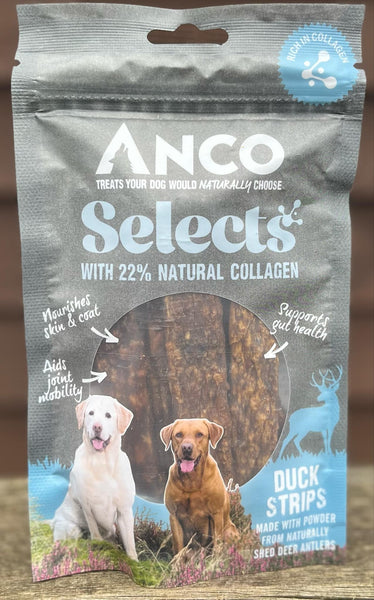 RICH IN COLLAGEN
ANCO
TREATS YOUR DOG WOULD NATURALLY CHOOSE
Selects
WITH 22% NATURAL COLLAGEN
Nourishes
skin & coat
Supports
gut health
Aids
joint
mobility
DUCK
STRIPS
MADE WITH POWDER
FROM NATURALLY
SHED DEER ANTLERS